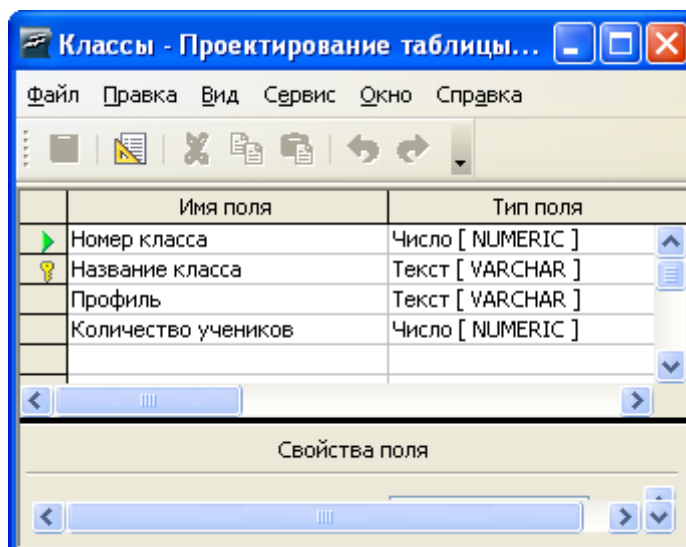 Классы - Проектирование таблицы...
Файл Правка Вид Сервис Окно Справка
Имя поля Тип поля
Номер класса Число [ NUMERIC ]
Название класса Текст [ VARCHAR ]
Профиль Текст [ VARCHAR ]
Количество учеников Число [ NUMERIC ]
Свойства поля